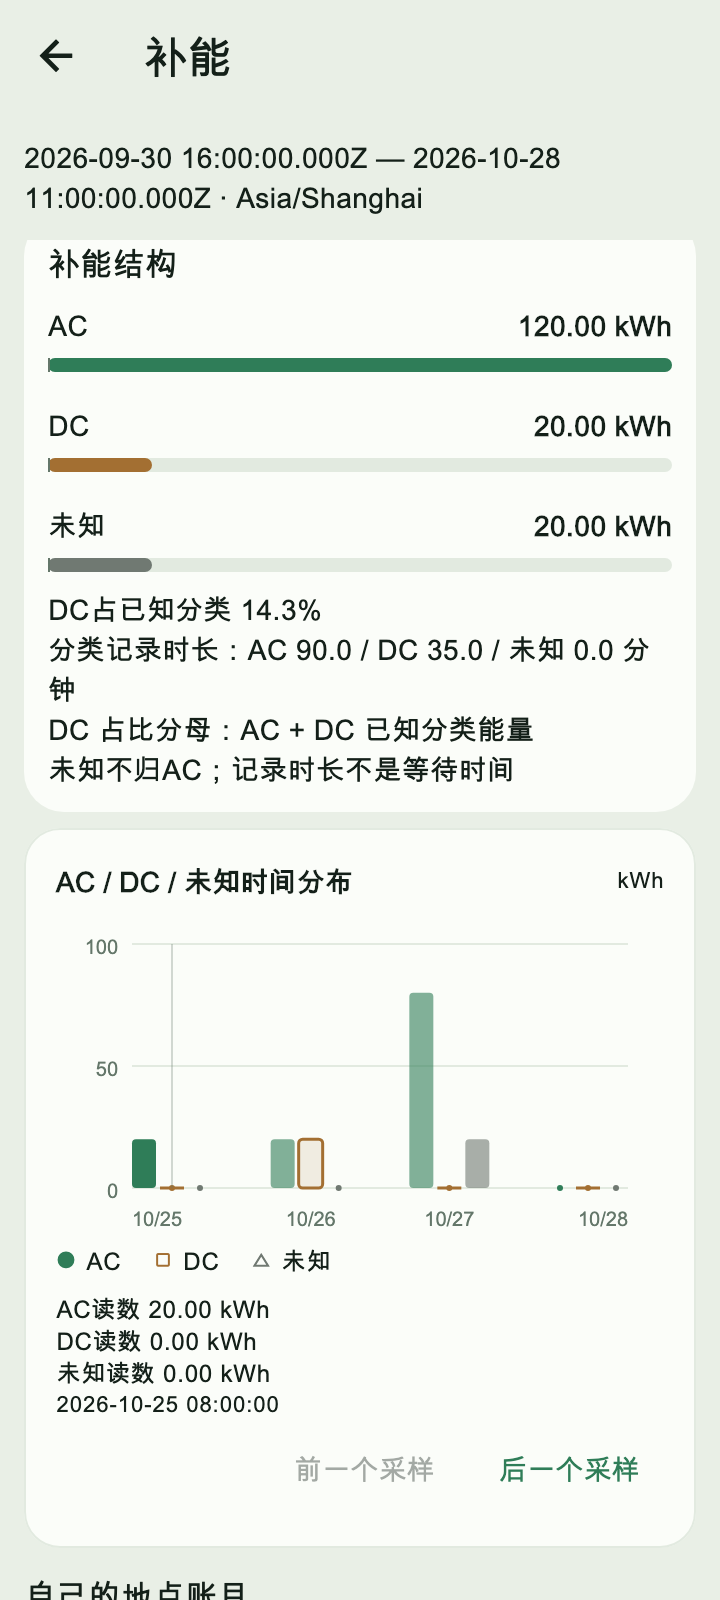 补能
2026-09-30 16:00:00.000Z — 2026-10-28
11:00:00.000Z · Asia/Shanghai
补能结构
AC 120.00 kWh
DC 20.00 kWh
未知 20.00 kWh
DC占已知分类 14.3%
分类记录时长：AC 90.0 / DC 35.0 / 未知 0.0 分
钟
DC 占比分母：AC + DC 已知分类能量
未知不归AC；记录时长不是等待时间
AC / DC / 未知时间分布 kWh
100
50
0
10/25 10/26 10/27 10/28
AC DC 未知
AC读数 20.00 kWh
DC读数 0.00 kWh
未知读数 0.00 kWh
2026-10-25 08:00:00
前一个采样 后一个采样
自己的地点账目